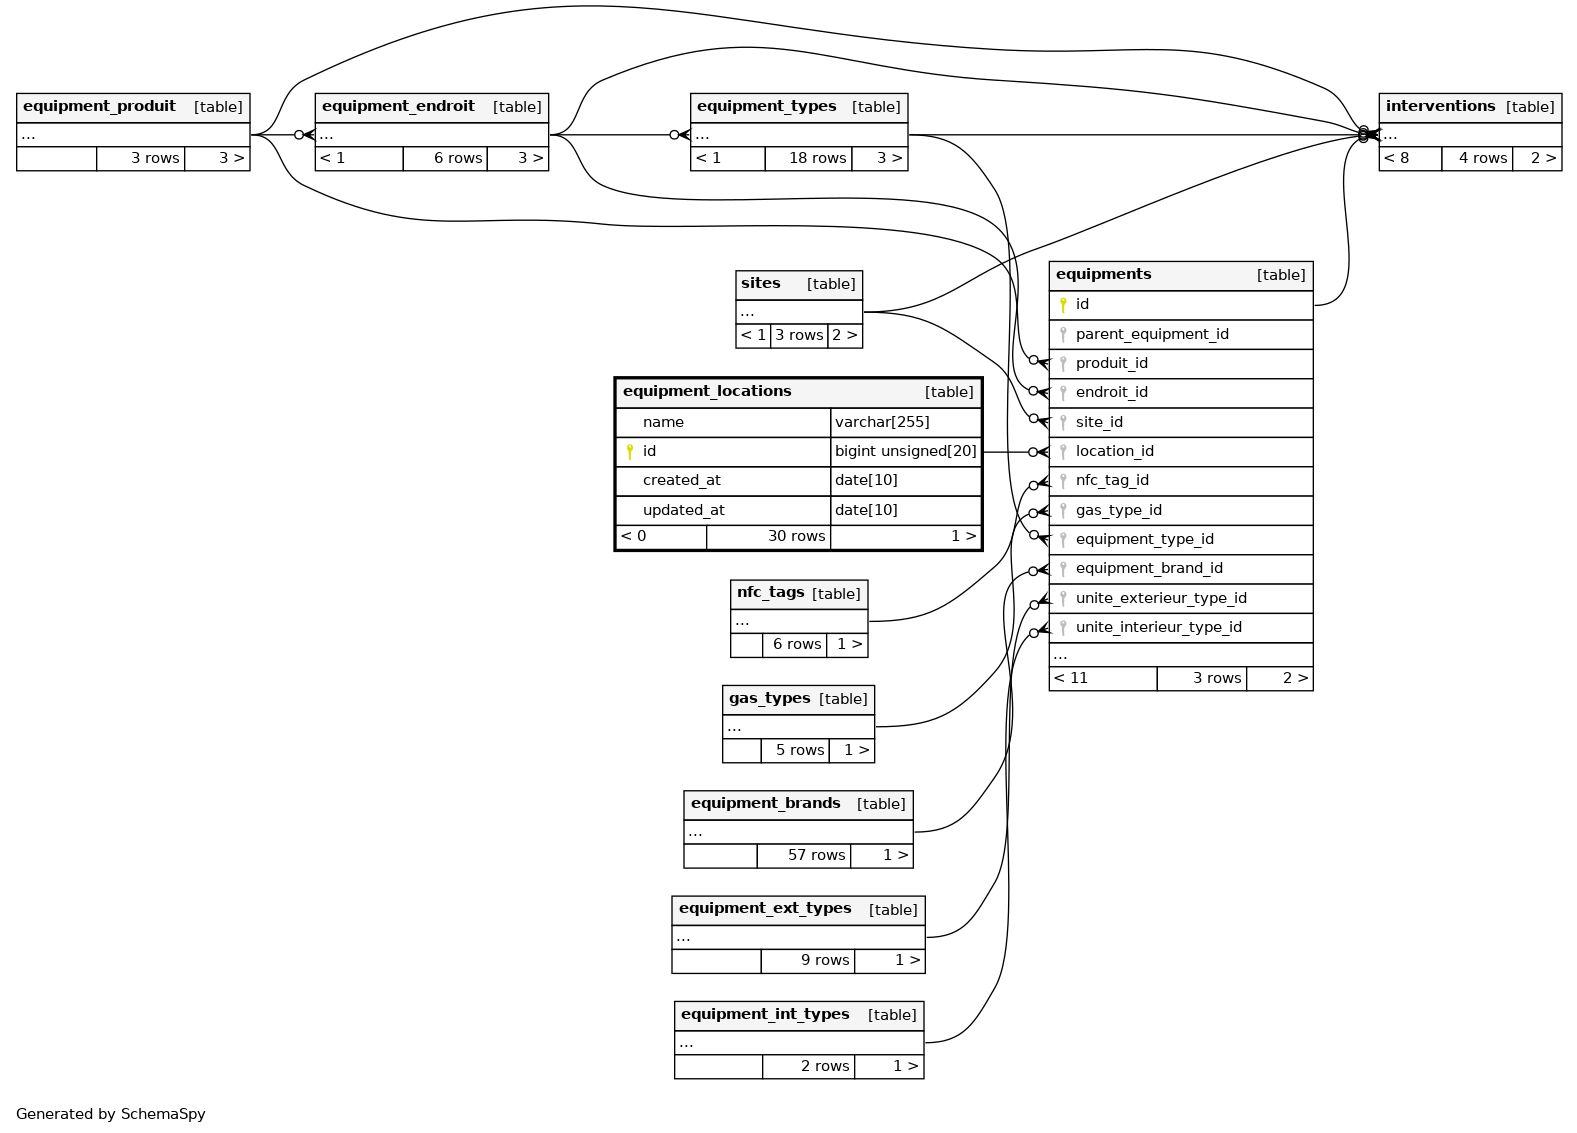 equipment_produit [table]
...
3 rows 3 >
equipment_endroit [table]
...
< 1 6 rows 3 >
equipment_types [table]
...
< 1 18 rows 3 >
interventions [table]
...
< 8 4 rows 2 >
sites [table]
...
< 1 3 rows 2 >
equipments [table]
id
parent_equipment_id
produit_id
endroit_id
site_id
location_id
nfc_tag_id
gas_type_id
equipment_type_id
equipment_brand_id
unite_exterieur_type_id
unite_interieur_type_id
...
< 11 3 rows 2 >
equipment_locations [table]
name varchar[255]
id bigint unsigned[20]
created_at date[10]
updated_at date[10]
< 0 30 rows 1 >
nfc_tags [table]
...
6 rows 1 >
gas_types [table]
...
5 rows 1 >
equipment_brands [table]
...
57 rows 1 >
equipment_ext_types [table]
...
9 rows 1 >
equipment_int_types [table]
...
2 rows 1 >
Generated by SchemaSpy